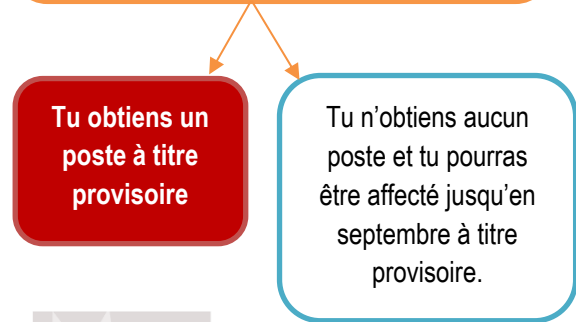 Tu obtiens un
poste à titre
provisoire
Tu n’obtiens aucun
poste et tu pourras
être affecté jusqu’en
septembre à titre
provisoire.